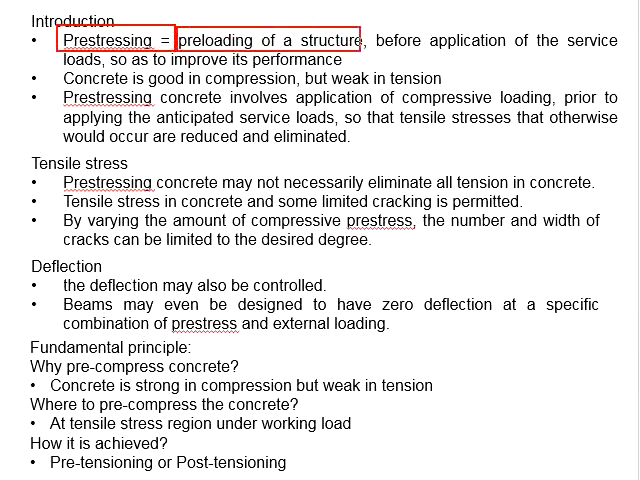 Introduction
• Prestressing = preloading of a structure, before application of the service
loads, so as to improve its performance
• Concrete is good in compression, but weak in tension
• Prestressing concrete involves application of compressive loading, prior to
applying the anticipated service loads, so that tensile stresses that otherwise
would occur are reduced and eliminated.
Tensile stress
• Prestressing concrete may not necessarily eliminate all tension in concrete.
• Tensile stress in concrete and some limited cracking is permitted.
• By varying the amount of compressive prestress, the number and width of
cracks can be limited to the desired degree.
Deflection
• the deflection may also be controlled.
• Beams may even be designed to have zero deflection at a specific
combination of prestress and external loading.
Fundamental principle:
Why pre-compress concrete?
• Concrete is strong in compression but weak in tension
Where to pre-compress the concrete?
• At tensile stress region under working load
How it is achieved?
• Pre-tensioning or Post-tensioning